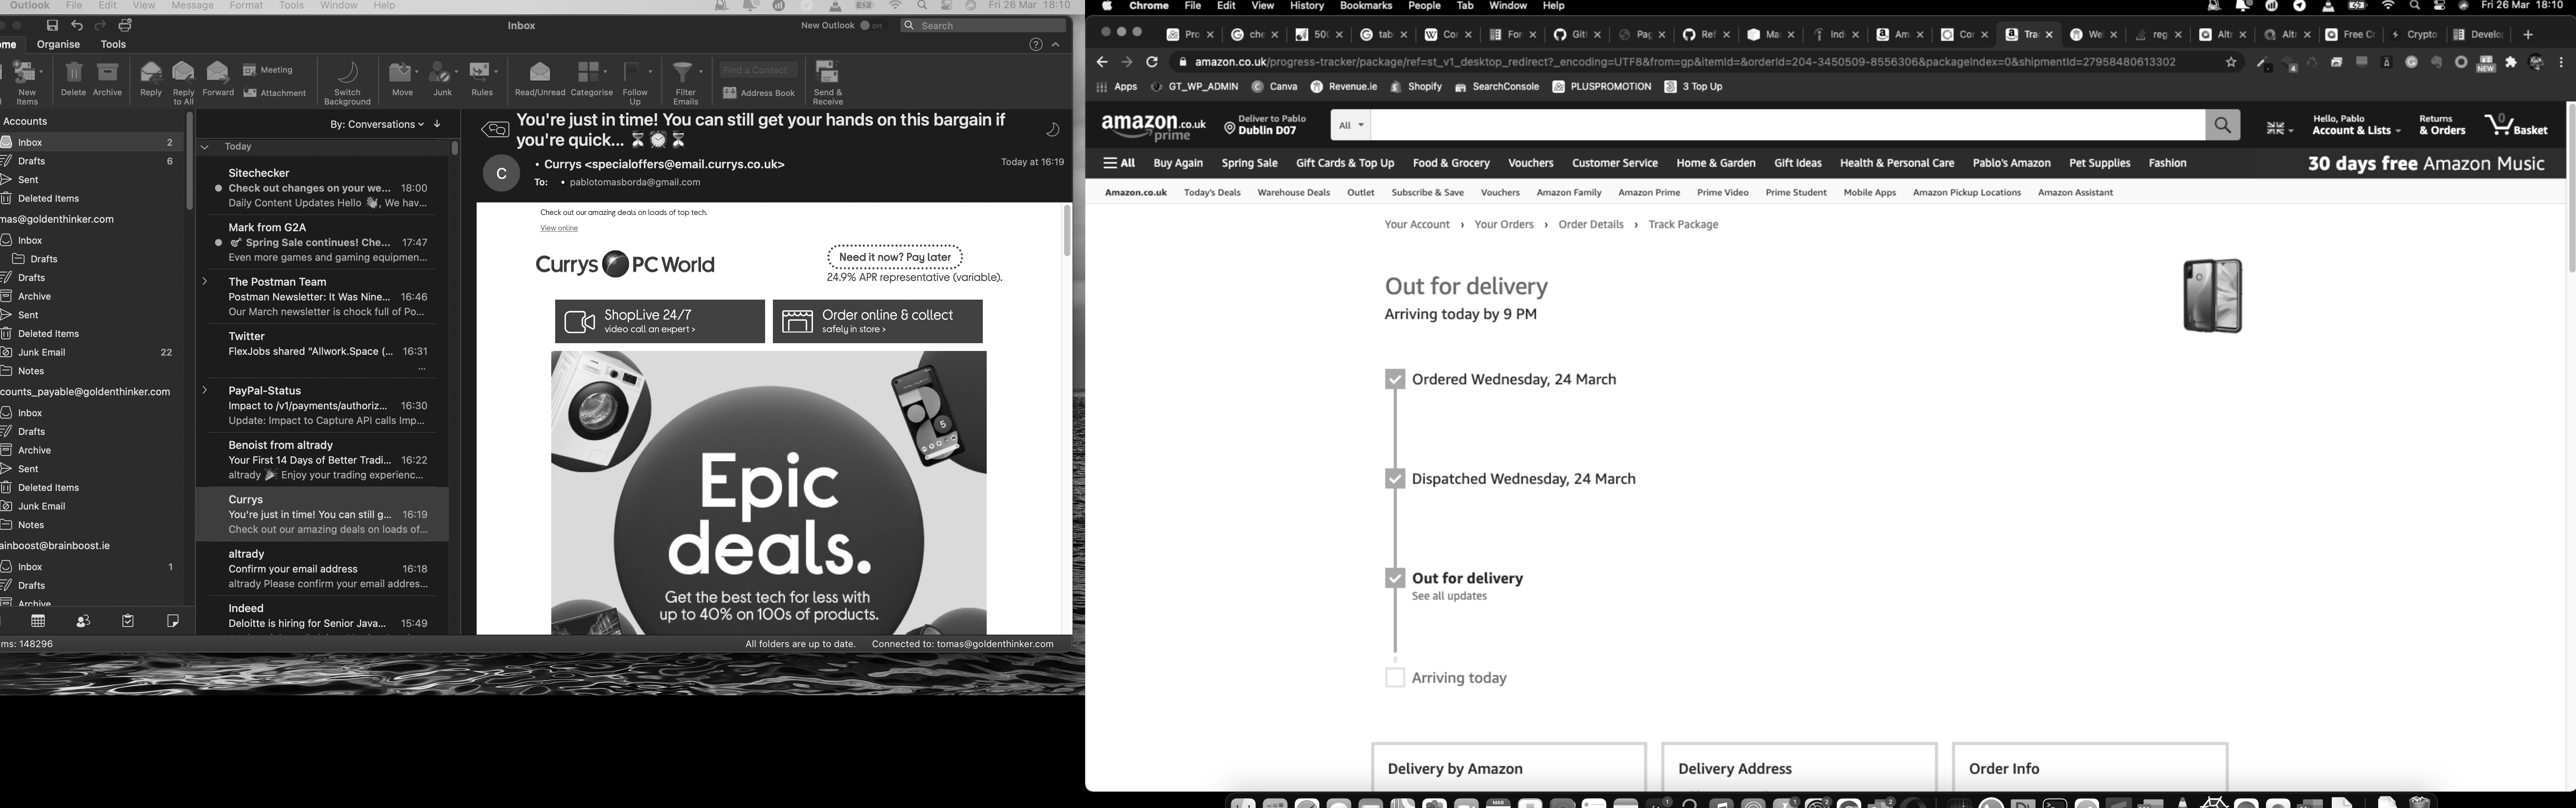 Outlook File Edit View Message Format Tools Window Help
Fri 26 Mar 18:10
Inbox
New Outlook
Search
Organise Tools
New Items
Delete
Archive
Reply
Reply to All
Forward
Meeting
Attachment
Switch Background
Move
Junk
Rules
Read/Unread
Categorise
Follow Up
Filter Emails
Find a Contact
Address Book
Send & Receive
Accounts
Inbox 2
Drafts 6
Sent
Deleted Items
mas@goldenthinker.com
Inbox
Drafts
Drafts
Archive
Sent
Deleted Items
Junk Email 22
Notes
counts_payable@goldenthinker.com
Inbox
Drafts
Archive
Sent
Deleted Items
Junk Email
Notes
ainboost@brainboost.ie
Inbox 1
Drafts
Archive
ms: 148296
By: Conversations
Today
Sitechecker
Check out changes on your we... 18:00
Daily Content Updates Hello 👋, We hav...
Mark from G2A
Spring Sale continues! Che... 17:47
Even more games and gaming equipmen...
The Postman Team
Postman Newsletter: It Was Nine... 16:46
Our March newsletter is chock full of Po...
Twitter
FlexJobs shared "Allwork.Space (... 16:31
...
PayPal-Status
Impact to /v1/payments/authoriz... 16:30
Update: Impact to Capture API calls Imp...
Benoist from altrady
Your First 14 Days of Better Tradi... 16:22
altrady 🎉 Enjoy your trading experienc...
Currys
You're just in time! You can still g... 16:19
Check out our amazing deals on loads of...
altrady
Confirm your email address 16:18
altrady Please confirm your email addres...
Indeed
Deloitte is hiring for Senior Java... 15:49
You're just in time! You can still get your hands on this bargain if
you're quick... ⏳⏰⏳
C
Currys <specialoffers@email.currys.co.uk>
Today at 16:19
To: pablotomasborda@gmail.com
Check out our amazing deals on loads of top tech.
View online
Currys PC World
Need it now? Pay later
24.9% APR representative (variable).
ShopLive 24/7
video call an expert >
Order online & collect
safely in store >
Epic
deals.
Get the best tech for less with
up to 40% on 100s of products.
All folders are up to date. Connected to: tomas@goldenthinker.com
Chrome File Edit View History Bookmarks People Tab Window Help
Fri 26 Mar 18:10
Pro che 500 tab Cor For Git Pag Ref Ma Ind Am Cor Tra We reg Altr Altr Free Cr Crypto Develo
amazon.co.uk/progress-tracker/package/ref=st_v1_desktop_redirect?_encoding=UTF8&from=gp&itemId=&orderId=204-3450509-8556306&packageIndex=0&shipmentId=27958480613302
Apps GT_WP_ADMIN Canva Revenue.ie Shopify SearchConsole PLUSPROMOTION 3 Top Up
amazon.co.uk
prime
Deliver to Pablo
Dublin D07
All
Hello, Pablo
Account & Lists
Returns
& Orders
0
Basket
All Buy Again Spring Sale Gift Cards & Top Up Food & Grocery Vouchers Customer Service Home & Garden Gift Ideas Health & Personal Care Pablo's Amazon Pet Supplies Fashion
30 days free Amazon Music
Amazon.co.uk Today's Deals Warehouse Deals Outlet Subscribe & Save Vouchers Amazon Family Amazon Prime Prime Video Prime Student Mobile Apps Amazon Pickup Locations Amazon Assistant
Your Account › Your Orders › Order Details › Track Package
Out for delivery
Arriving today by 9 PM
Ordered Wednesday, 24 March
Dispatched Wednesday, 24 March
Out for delivery
See all updates
Arriving today
Delivery by Amazon
Delivery Address
Order Info